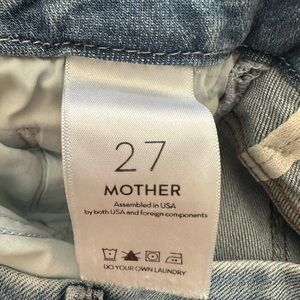 27
MOTHER
Assembled in USA
by both USA and foreign components
DO YOUR OWN LAUNDRY